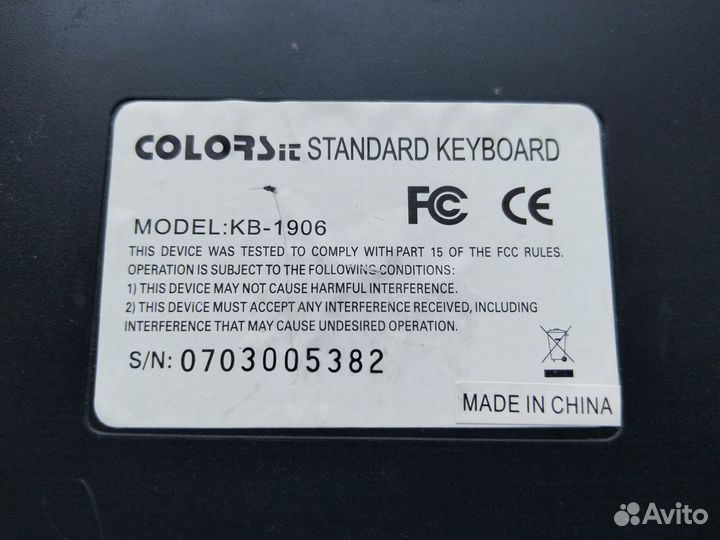 COLORSit STANDARD KEYBOARD
FC CE
MODEL:KB-1906
THIS DEVICE WAS TESTED TO COMPLY WITH PART 15 OF THE FCC RULES.
OPERATION IS SUBJECT TO THE FOLLOWING CONDITIONS:
1) THIS DEVICE MAY NOT CAUSE HARMFUL INTERFERENCE.
2) THIS DEVICE MUST ACCEPT ANY INTERFERENCE RECEIVED, INCLUDING
INTERFERENCE THAT MAY CAUSE UNDESIRED OPERATION.
S/N: 0703005382
MADE IN CHINA
Avito